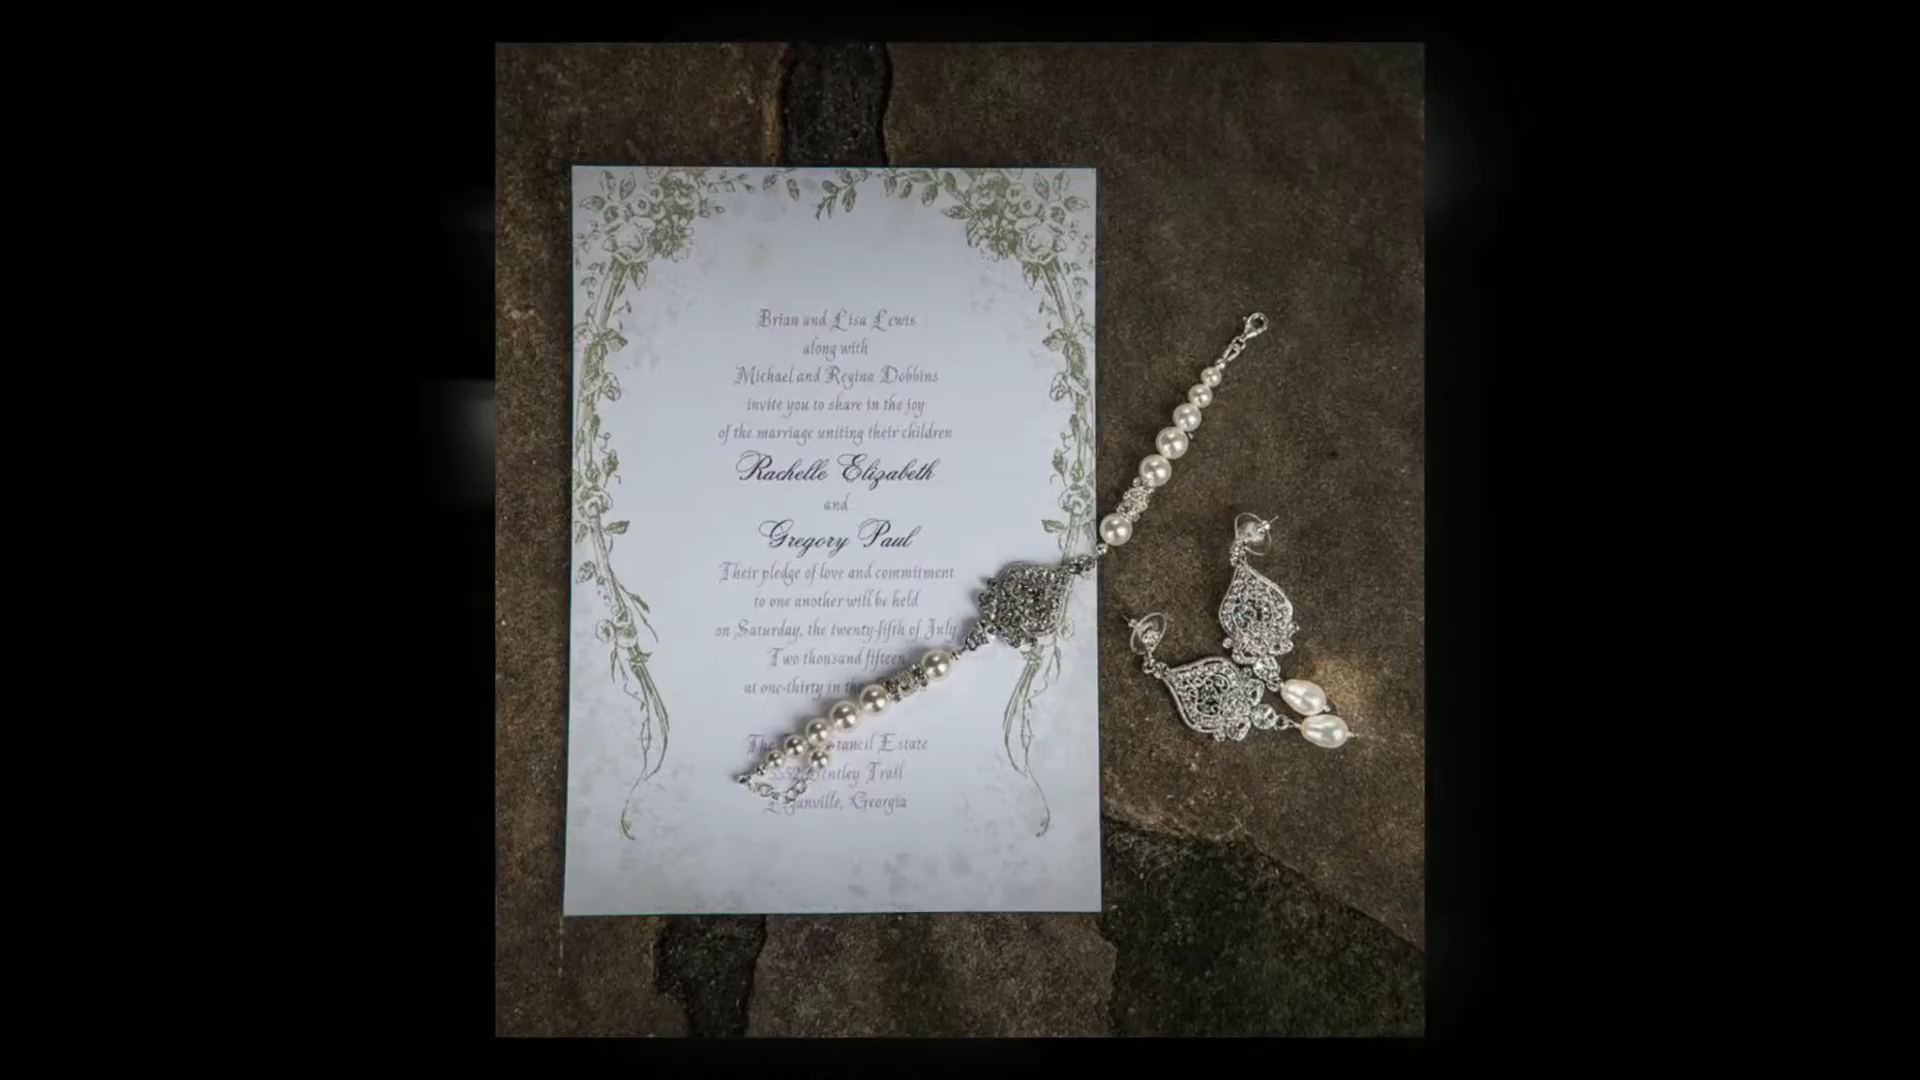 Brian and Lisa Lewis
along with
Michael and Regina Dobbins
invite you to share in the joy
of the marriage uniting their children
Rachelle Elizabeth
and
Gregory Paul
Their pledge of love and commitment
to one another will be held
on Saturday, the twenty-fifth of July
Two thousand fifteen
at one-thirty in the
The Estate
Trail
Georgia